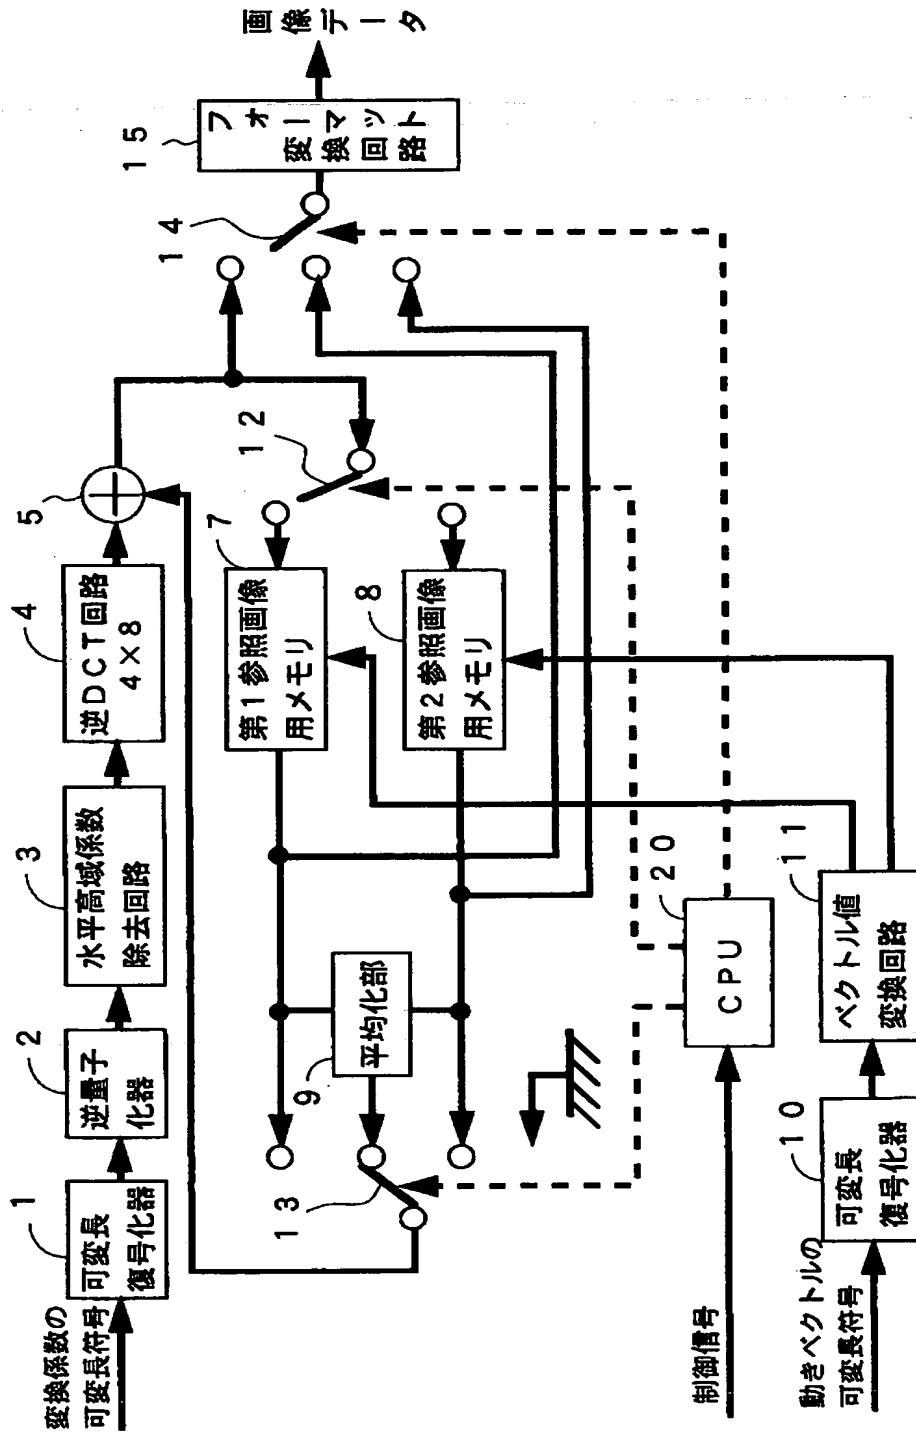 変換係数の
可変長符号
1
可変長
復号化器
2
逆量子
化器
3
水平高域係数
除去回路
4
逆DCT回路
4×8
5
7
第1参照画像
用メモリ
8
第2参照画像
用メモリ
9
平均化部
12
13
14
15
フォーマット
変換回路
画像データ
制御信号
20
CPU
動きベクトルの
可変長符号
10
可変長
復号化器
11
ベクトル値
変換回路